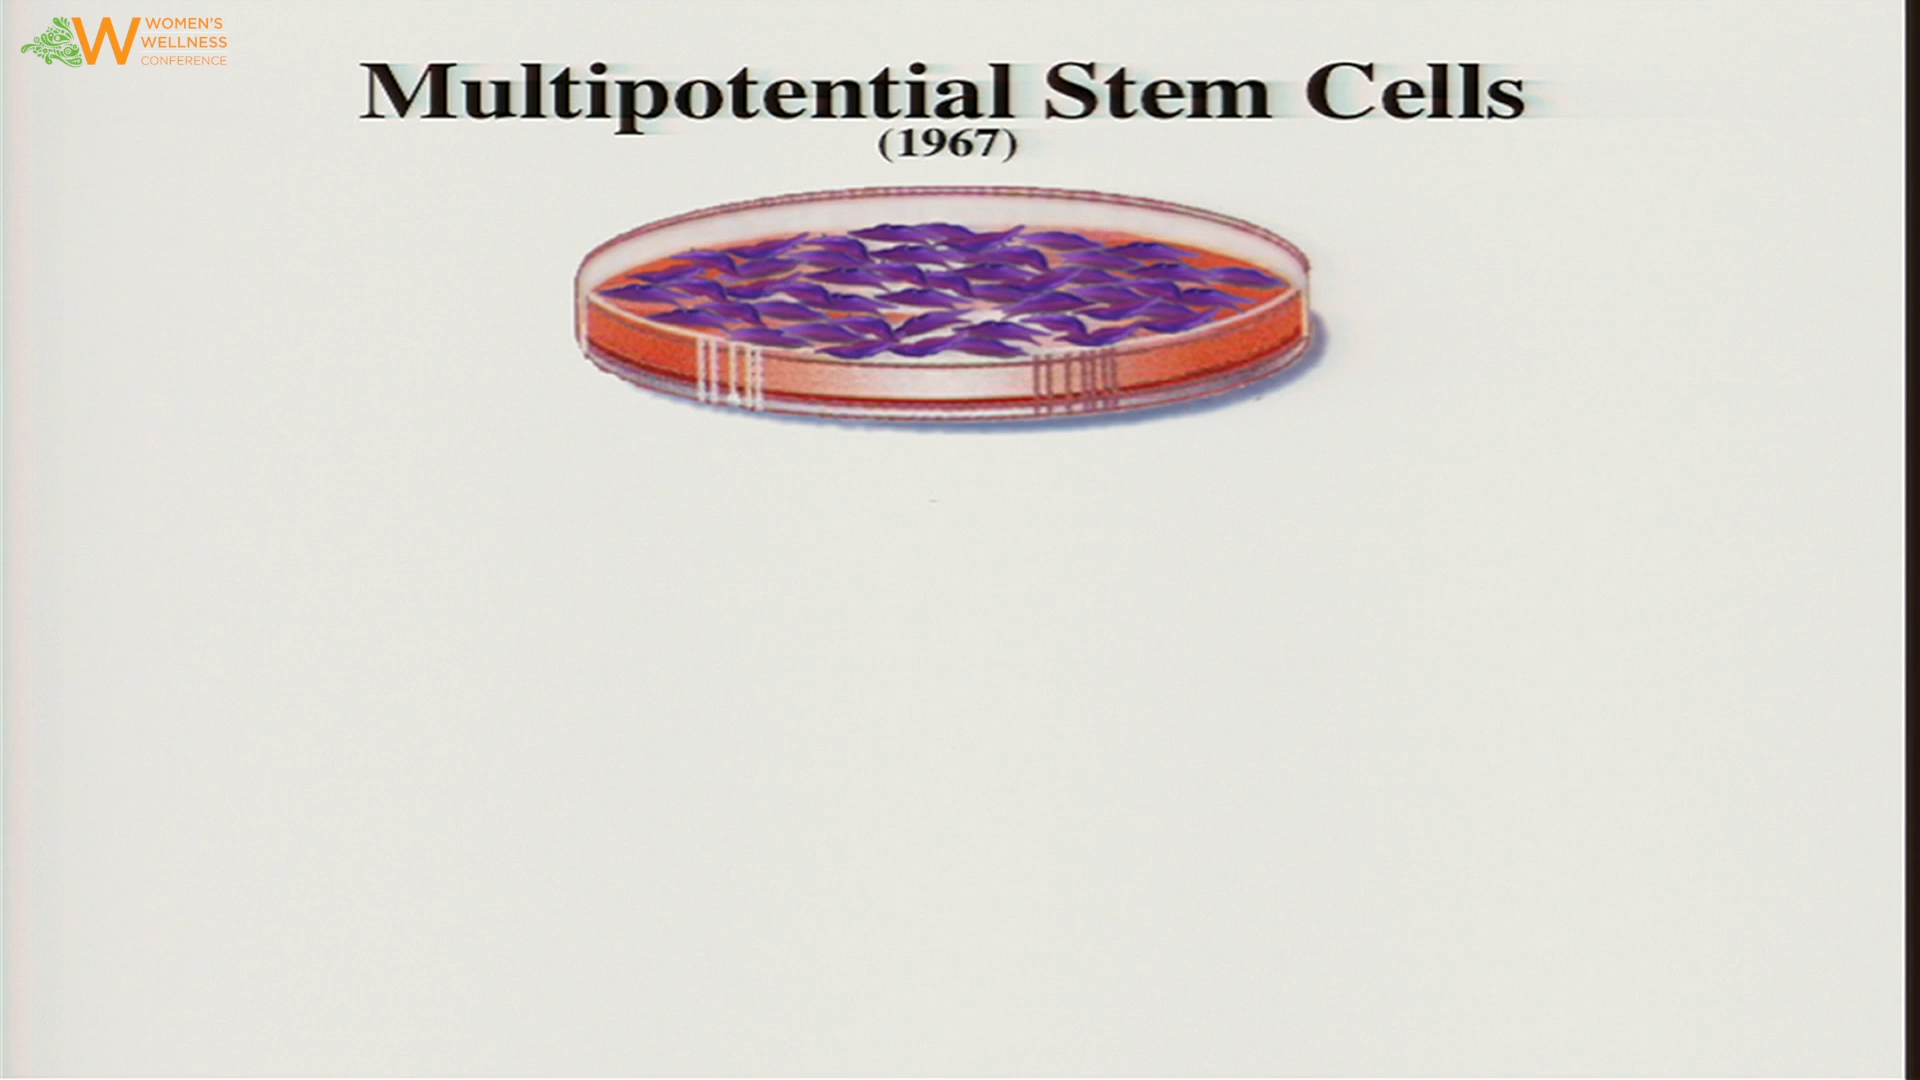 WOMEN'S
WELLNESS
CONFERENCE
Multipotential Stem Cells
(1967)